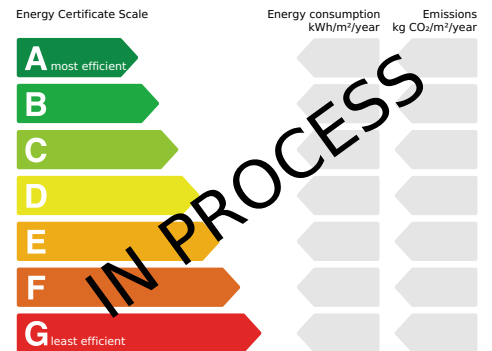 Energy Certificate Scale
Energy consumption
kWh/m²/year
Emissions
kg CO₂/m²/year
A most efficient
B
C
D
E
F
G least efficient
IN PROCESS